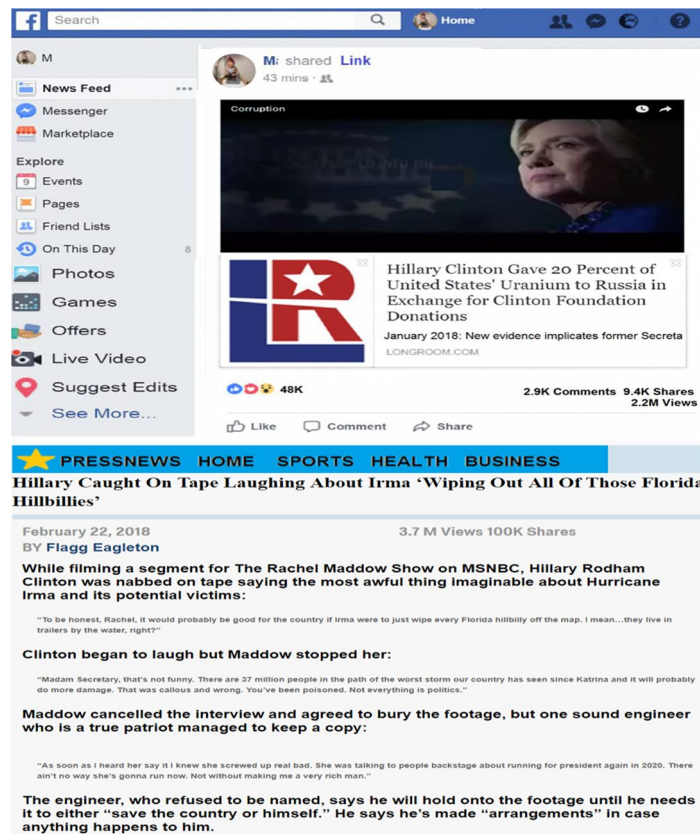 f Search Home ?
M
News Feed
Messenger
Marketplace
Explore
9 Events
Pages
Friend Lists
On This Day 8
Photos
Games
Offers
Live Video
Suggest Edits
See More...
M: shared Link
43 mins ·
Corruption
LR
Hillary Clinton Gave 20 Percent of
United States' Uranium to Russia in
Exchange for Clinton Foundation
Donations
January 2018: New evidence implicates former Secreta
LONGROOM.COM
48K
2.9K Comments 9.4K Shares
2.2M Views
Like Comment Share
PRESSNEWS HOME SPORTS HEALTH BUSINESS
Hillary Caught On Tape Laughing About Irma ‘Wiping Out All Of Those Florida
Hillbillies’
February 22, 2018 3.7 M Views 100K Shares
BY Flagg Eagleton
While filming a segment for The Rachel Maddow Show on MSNBC, Hillary Rodham
Clinton was nabbed on tape saying the most awful thing imaginable about Hurricane
Irma and its potential victims:
"To be honest, Rachel, it would probably be good for the country if Irma were to just wipe every Florida hillbilly off the map. I mean...they live in
trailers by the water, right?"
Clinton began to laugh but Maddow stopped her:
"Madam Secretary, that's not funny. There are 37 million people in the path of the worst storm our country has seen since Katrina and it will probably
do more damage. That was callous and wrong. You've been poisoned. Not everything is politics."
Maddow cancelled the interview and agreed to bury the footage, but one sound engineer
who is a true patriot managed to keep a copy:
"As soon as I heard her say it I knew she screwed up real bad. She was talking to people backstage about running for president again in 2020. There
ain't no way she's gonna run now. Not without making me a very rich man."
The engineer, who refused to be named, says he will hold onto the footage until he needs
it to either “save the country or himself.” He says he’s made “arrangements” in case
anything happens to him.